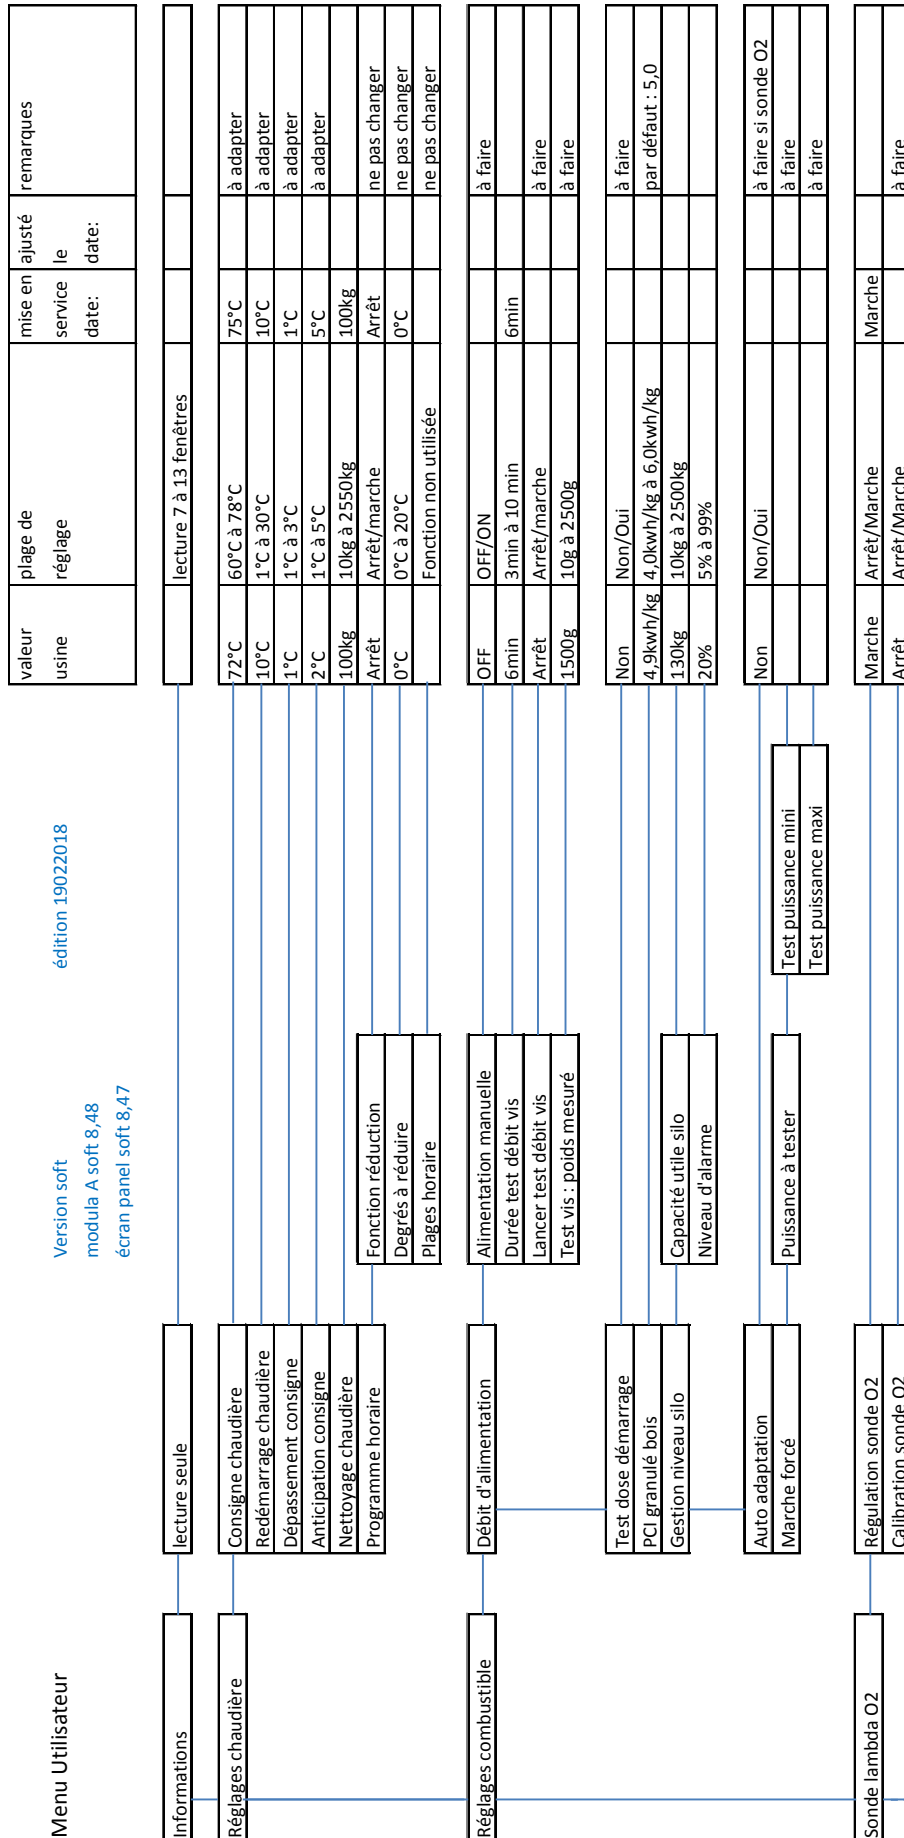 Menu Utilisateur
Version soft
modula A soft 8,48
écran panel soft 8,47
édition 19022018
valeur usine
plage de réglage
mise en service date:
ajusté le date:
remarques
Informations
lecture seule
lecture 7 à 13 fenêtres
Réglages chaudière
Consigne chaudière 72°C 60°C à 78°C 75°C à adapter
Redémarrage chaudière 10°C 1°C à 30°C 10°C à adapter
Dépassement consigne 1°C 1°C à 3°C 1°C à adapter
Anticipation consigne 2°C 1°C à 5°C 5°C à adapter
Nettoyage chaudière 100kg 10kg à 2550kg 100kg
Programme horaire Fonction réduction Arrêt Arrêt/marche Arrêt ne pas changer
Degrés à réduire 0°C 0°C à 20°C 0°C ne pas changer
Plages horaire Fonction non utilisée ne pas changer
Réglages combustible
Débit d'alimentation Alimentation manuelle OFF OFF/ON à faire
Durée test débit vis 6min 3min à 10 min 6min
Lancer test débit vis Arrêt Arrêt/marche à faire
Test vis : poids mesuré 1500g 10g à 2500g à faire
Test dose démarrage Non Non/Oui à faire
PCI granulé bois 4,9kwh/kg 4,0kwh/kg à 6,0kwh/kg par défaut : 5,0
Gestion niveau silo Capacité utile silo 130kg 10kg à 2500kg
Niveau d'alarme 20% 5% à 99%
Auto adaptation Non Non/Oui à faire si sonde O2
Marche forcé Puissance à tester Test puissance mini à faire
Test puissance maxi à faire
Sonde lambda O2
Régulation sonde O2 Marche Arrêt/Marche Marche
Calibration sonde O2 Arrêt Arrêt/Marche à faire